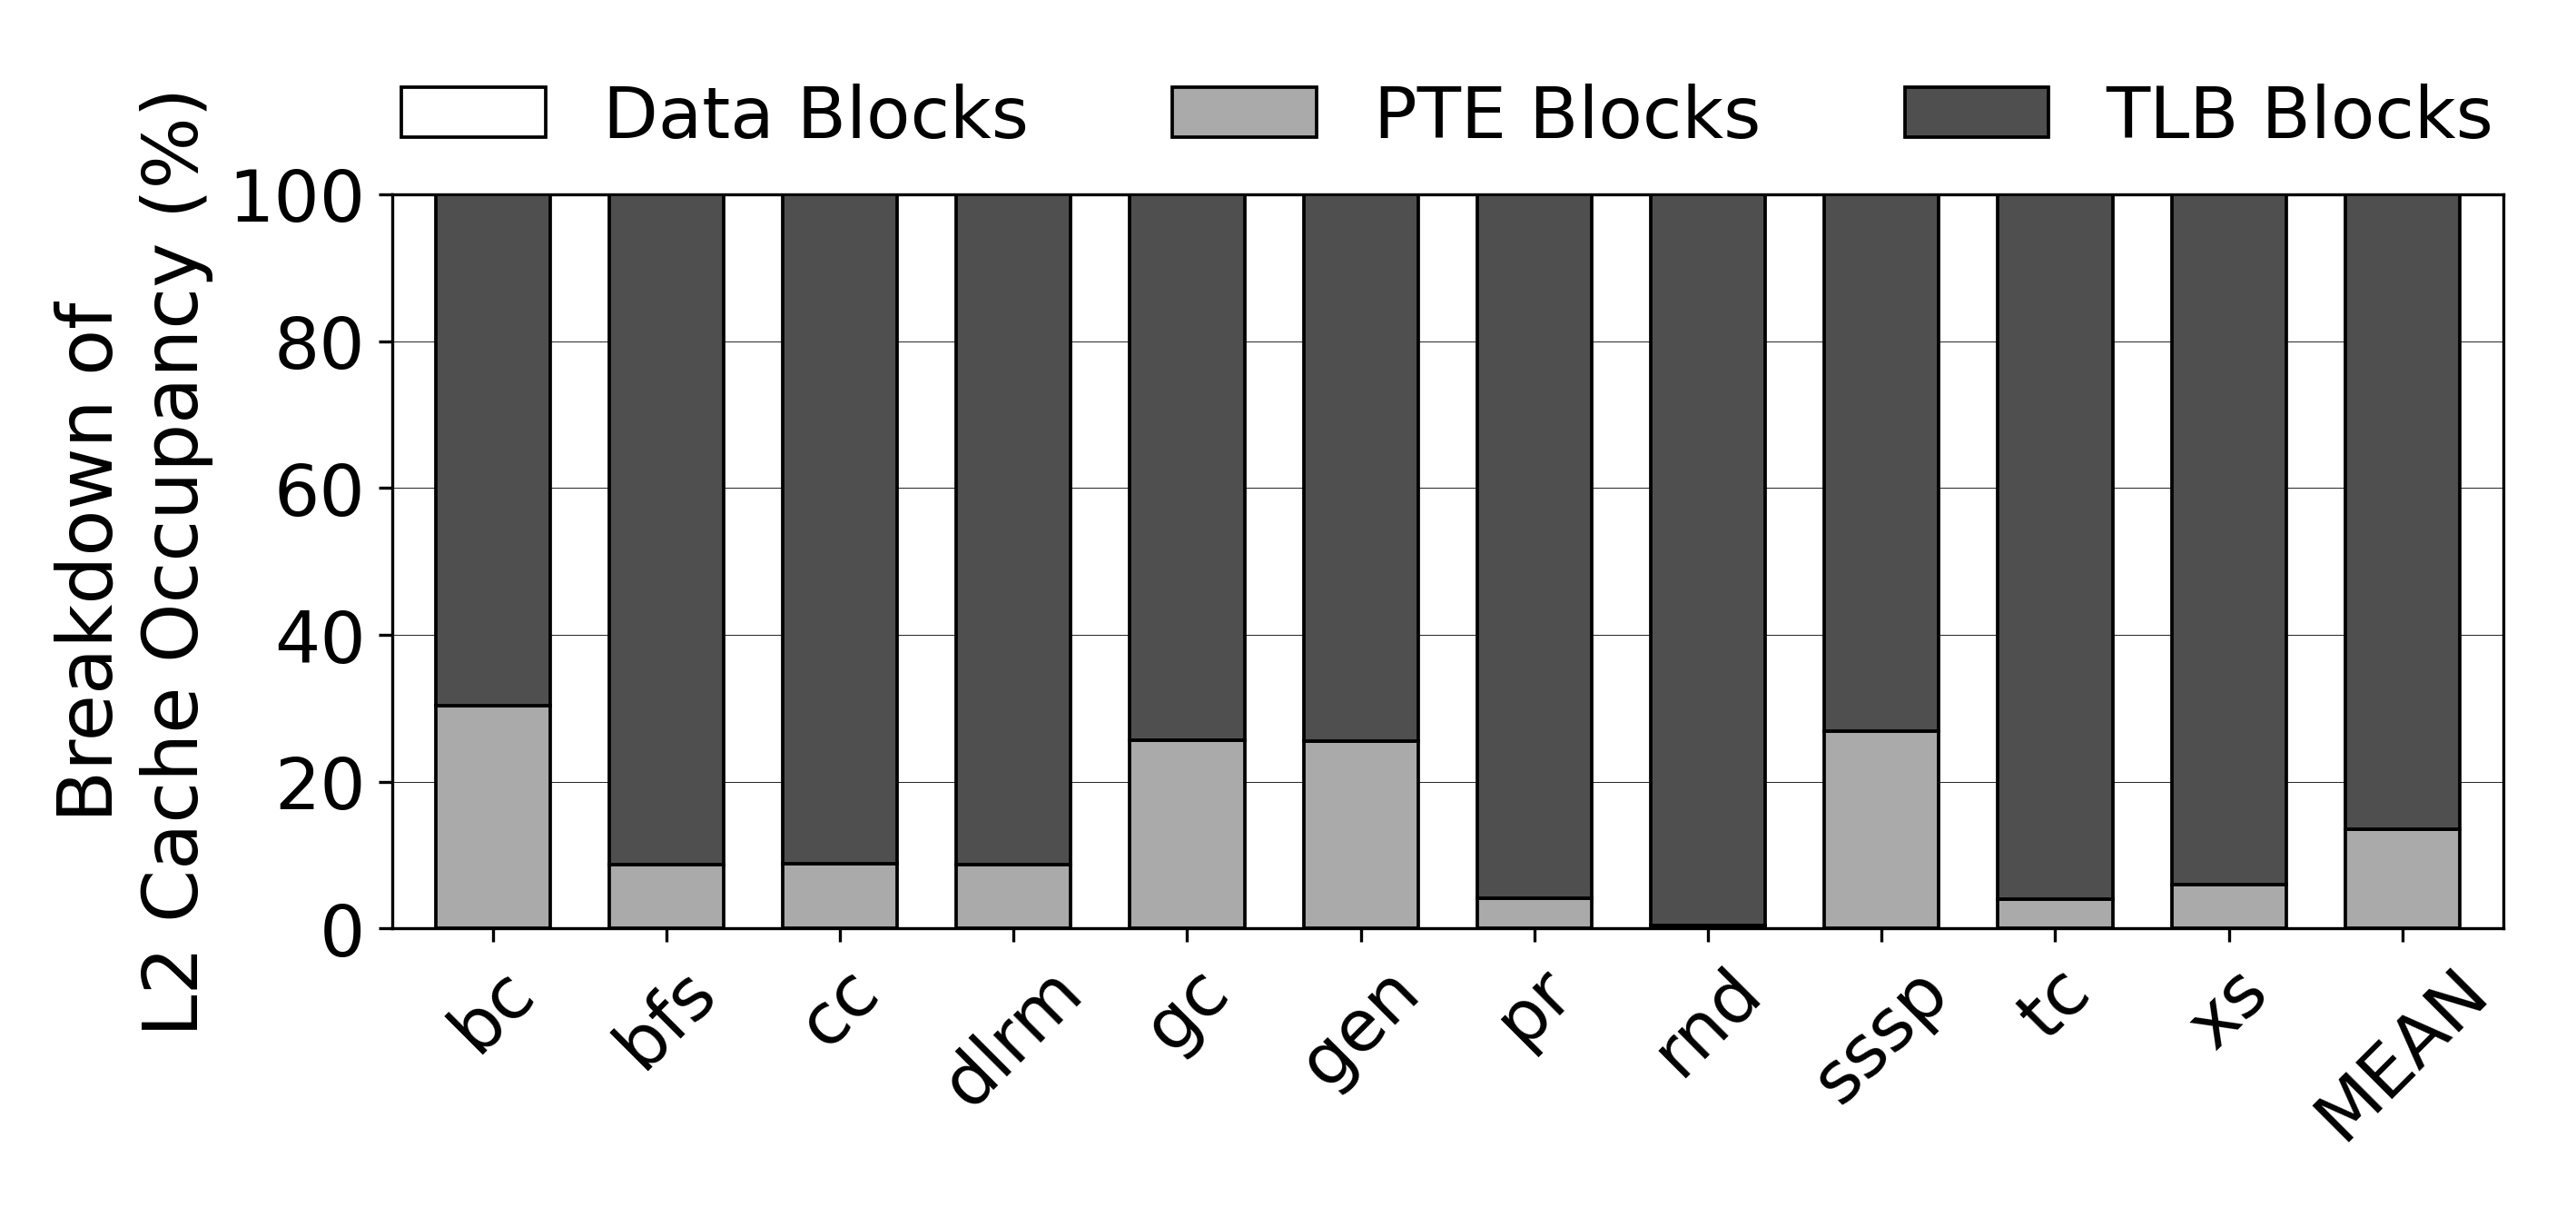 Data Blocks
PTE Blocks
TLB Blocks
Breakdown of
L2 Cache Occupancy (%)
100
80
60
40
20
0
bc
bfs
cc
dlrm
gc
gen
pr
rnd
sssp
tc
xs
MEAN